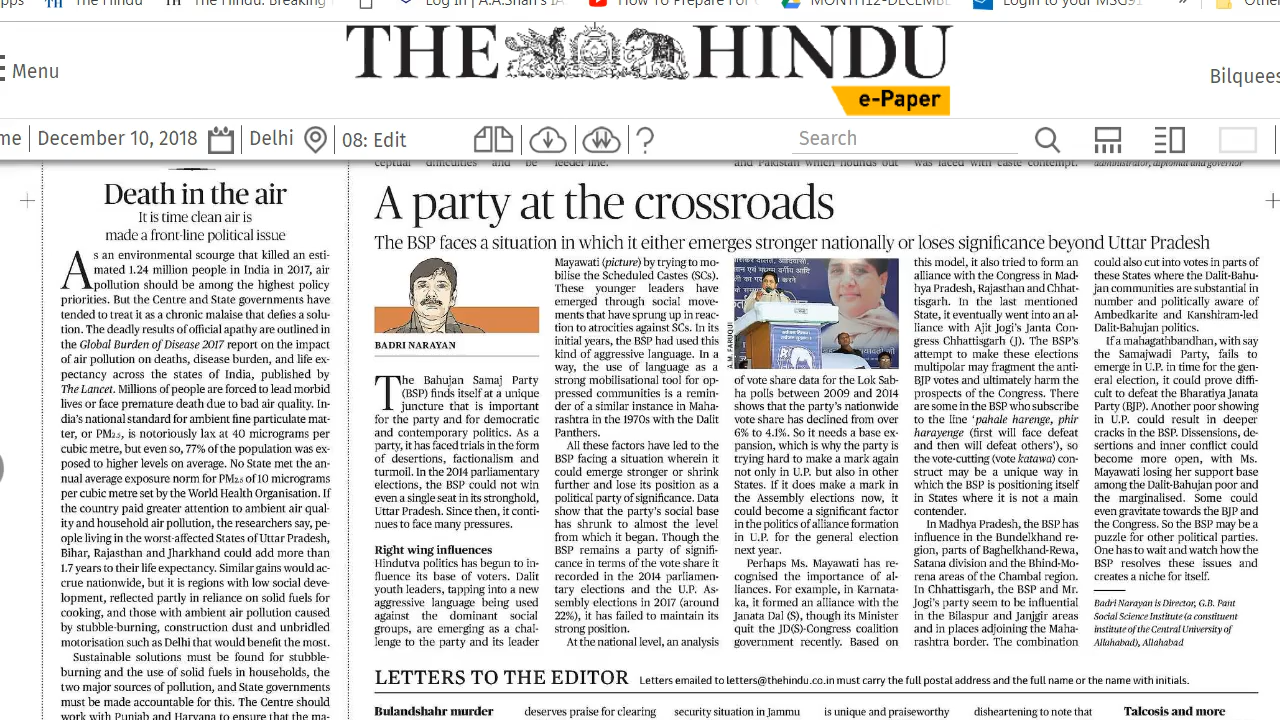 The Hindu
The Hindu: Breaking
Log In | A.A.Shah's IA
How To Prepare For
MONTH12-DECEMBE
Login to your MSG91
»
THE HINDU
e-Paper
Menu
Bilquees
me
December 10, 2018
Delhi
08: Edit
?
Search
ceptual difficulties and be
feeder line.
and Pakistan which hounds out
was faced with caste contempt.
administrator, diplomat and governor
Death in the air
It is time clean air is
made a front-line political issue
As an environmental scourge that killed an esti-
mated 1.24 million people in India in 2017, air
pollution should be among the highest policy
priorities. But the Centre and State governments have
tended to treat it as a chronic malaise that defies a solu-
tion. The deadly results of official apathy are outlined in
the Global Burden of Disease 2017 report on the impact
of air pollution on deaths, disease burden, and life ex-
pectancy across the states of India, published by
The Lancet. Millions of people are forced to lead morbid
lives or face premature death due to bad air quality. In-
dia's national standard for ambient fine particulate mat-
ter, or PM2.5, is notoriously lax at 40 micrograms per
cubic metre, but even so, 77% of the population was ex-
posed to higher levels on average. No State met the an-
nual average exposure norm for PM2.5 of 10 micrograms
per cubic metre set by the World Health Organisation. If
the country paid greater attention to ambient air qual-
ity and household air pollution, the researchers say, pe-
ople living in the worst-affected States of Uttar Pradesh,
Bihar, Rajasthan and Jharkhand could add more than
1.7 years to their life expectancy. Similar gains would ac-
crue nationwide, but it is regions with low social deve-
lopment, reflected partly in reliance on solid fuels for
cooking, and those with ambient air pollution caused
by stubble-burning, construction dust and unbridled
motorisation such as Delhi that would benefit the most.
Sustainable solutions must be found for stubble-
burning and the use of solid fuels in households, the
two major sources of pollution, and State governments
must be made accountable for this. The Centre should
work with Punjab and Haryana to ensure that the ma-
A party at the crossroads
The BSP faces a situation in which it either emerges stronger nationally or loses significance beyond Uttar Pradesh
BADRI NARAYAN
The Bahujan Samaj Party
(BSP) finds itself at a unique
juncture that is important
for the party and for democratic
and contemporary politics. As a
party, it has faced trials in the form
of desertions, factionalism and
turmoil. In the 2014 parliamentary
elections, the BSP could not win
even a single seat in its stronghold,
Uttar Pradesh. Since then, it conti-
nues to face many pressures.
Right wing influences
Hindutva politics has begun to in-
fluence its base of voters. Dalit
youth leaders, tapping into a new
aggressive language being used
against the dominant social
groups, are emerging as a chal-
lenge to the party and its leader
Mayawati (picture) by trying to mo-
bilise the Scheduled Castes (SCs).
These younger leaders have
emerged through social move-
ments that have sprung up in reac-
tion to atrocities against SCs. In its
initial years, the BSP had used this
kind of aggressive language. In a
way, the use of language as a
strong mobilisational tool for op-
pressed communities is a remin-
der of a similar instance in Maha-
rashtra in the 1970s with the Dalit
Panthers.
All these factors have led to the
BSP facing a situation wherein it
could emerge stronger or shrink
further and lose its position as a
political party of significance. Data
show that the party's social base
has shrunk to almost the level
from which it began. Though the
BSP remains a party of signifi-
cance in terms of the vote share it
recorded in the 2014 parliamen-
tary elections and the U.P. As-
sembly elections in 2017 (around
22%), it has failed to maintain its
strong position.
At the national level, an analysis
A.M. FARUQUI
of vote share data for the Lok Sab-
ha polls between 2009 and 2014
shows that the party's nationwide
vote share has declined from over
6% to 4.1%. So it needs a base ex-
pansion, which is why the party is
trying hard to make a mark again
not only in U.P. but also in other
States. If it does make a mark in
the Assembly elections now, it
could become a significant factor
in the politics of alliance formation
in U.P. for the general election
next year.
Perhaps Ms. Mayawati has re-
cognised the importance of al-
liances. For example, in Karnata-
ka, it formed an alliance with the
Janata Dal (S), though its Minister
quit the JD(S)-Congress coalition
government recently. Based on
this model, it also tried to form an
alliance with the Congress in Mad-
hya Pradesh, Rajasthan and Chhat-
tisgarh. In the last mentioned
State, it eventually went into an al-
liance with Ajit Jogi's Janta Con-
gress Chhattisgarh (J). The BSP's
attempt to make these elections
multipolar may fragment the anti-
BJP votes and ultimately harm the
prospects of the Congress. There
are some in the BSP who subscribe
to the line 'pahale harenge, phir
harayenge (first will face defeat
and then will defeat others'), so
the vote-cutting (vote katawa) con-
struct may be a unique way in
which the BSP is positioning itself
in States where it is not a main
contender.
In Madhya Pradesh, the BSP has
influence in the Bundelkhand re-
gion, parts of Baghelkhand-Rewa,
Satana division and the Bhind-Mo-
rena areas of the Chambal region.
In Chhattisgarh, the BSP and Mr.
Jogi's party seem to be influential
in the Bilaspur and Janjgir areas
and in places adjoining the Maha-
rashtra border. The combination
could also cut into votes in parts of
these States where the Dalit-Bahu-
jan communities are substantial in
number and politically aware of
Ambedkarite and Kanshiran-led
Dalit-Bahujan politics.
If a mahagathbandhan, with say
the Samajwadi Party, fails to
emerge in U.P. in time for the gen-
eral election, it could prove diffi-
cult to defeat the Bharatiya Janata
Party (BJP). Another poor showing
in U.P. could result in deeper
cracks in the BSP. Dissensions, de-
sertions and inner conflict could
become more open, with Ms.
Mayawati losing her support base
among the Dalit-Bahujan poor and
the marginalised. Some could
even gravitate towards the BJP and
the Congress. So the BSP may be a
puzzle for other political parties.
One has to wait and watch how the
BSP resolves these issues and
creates a niche for itself.
Badri Narayan is Director, G.B. Pant
Social Science Institute (a constituent
institute of the Central University of
Allahabad), Allahabad
LETTERS TO THE EDITOR Letters emailed to letters@thehindu.co.in must carry the full postal address and the full name or the name with initials.
Bulandshahr murder
deserves praise for clearing
security situation in Jammu
is unique and praiseworthy
disheartening to note that
Talcosis and more